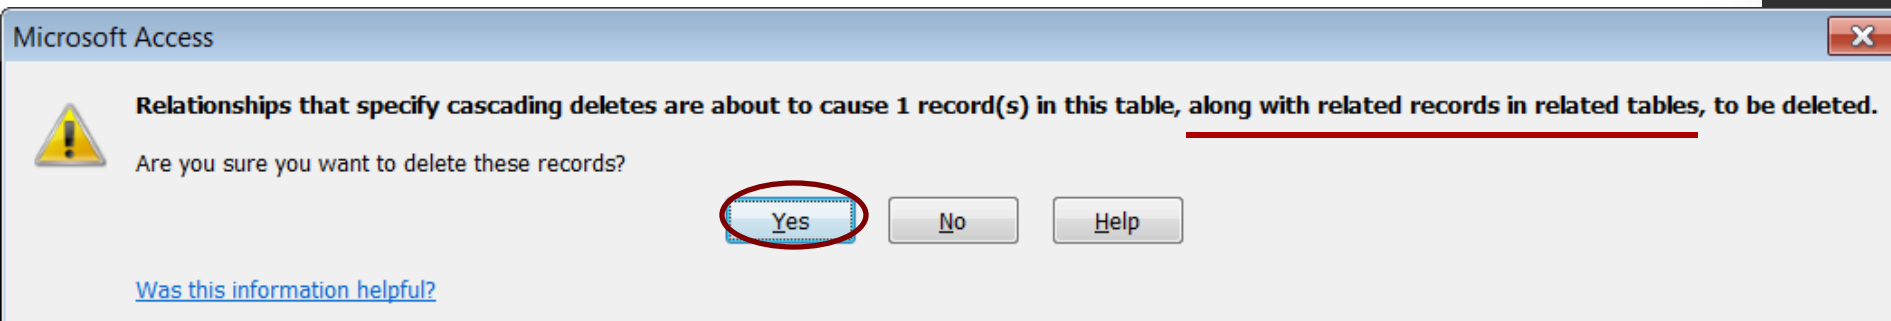 Microsoft Access
Relationships that specify cascading deletes are about to cause 1 record(s) in this table, along with related records in related tables, to be deleted.
Are you sure you want to delete these records?
Yes No Help
Was this information helpful?